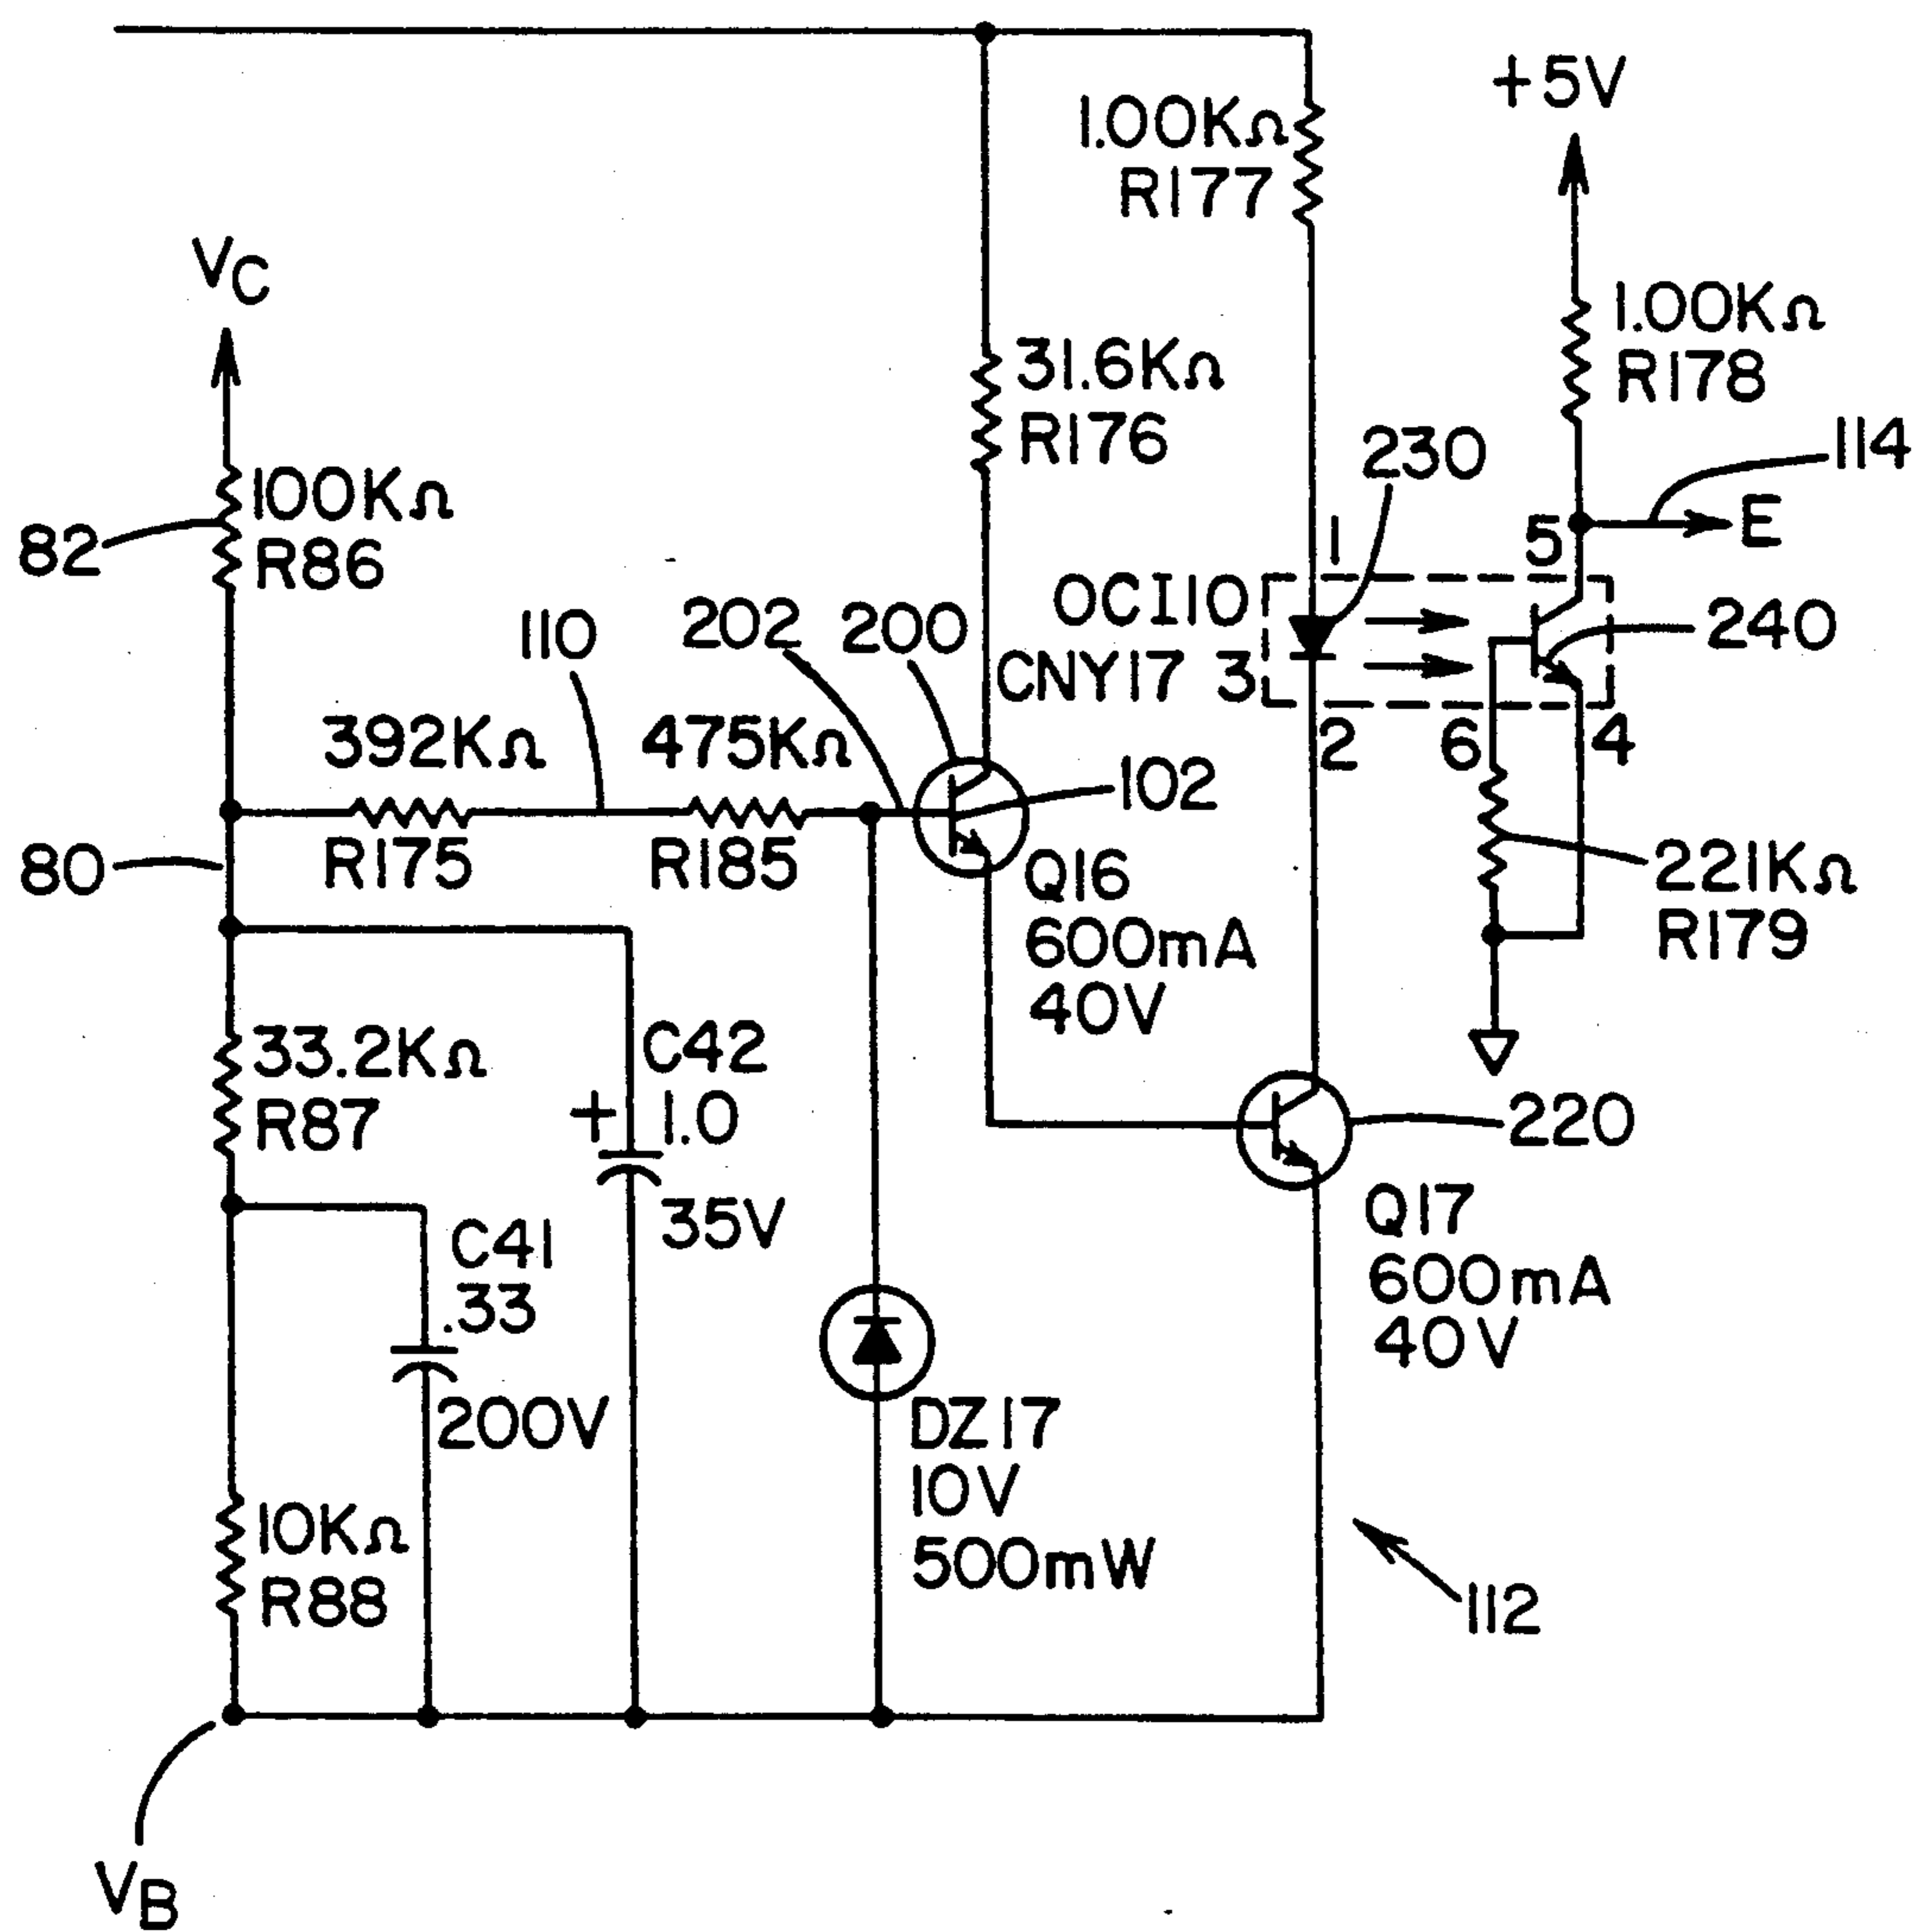 +5V
1.00KΩ
R177
VC
1.00KΩ
R178
31.6KΩ
R176
114
230
100KΩ
R86
82
1
5
E
OCI10
CNY17 3
240
110
202
200
2
6
4
392KΩ
R175
475KΩ
R185
102
80
Q16
600mA
40V
221KΩ
R179
33.2KΩ
R87
C42
+ 1.0
35V
220
C41
.33
200V
Q17
600mA
40V
DZ17
10V
500mW
10KΩ
R88
112
VB